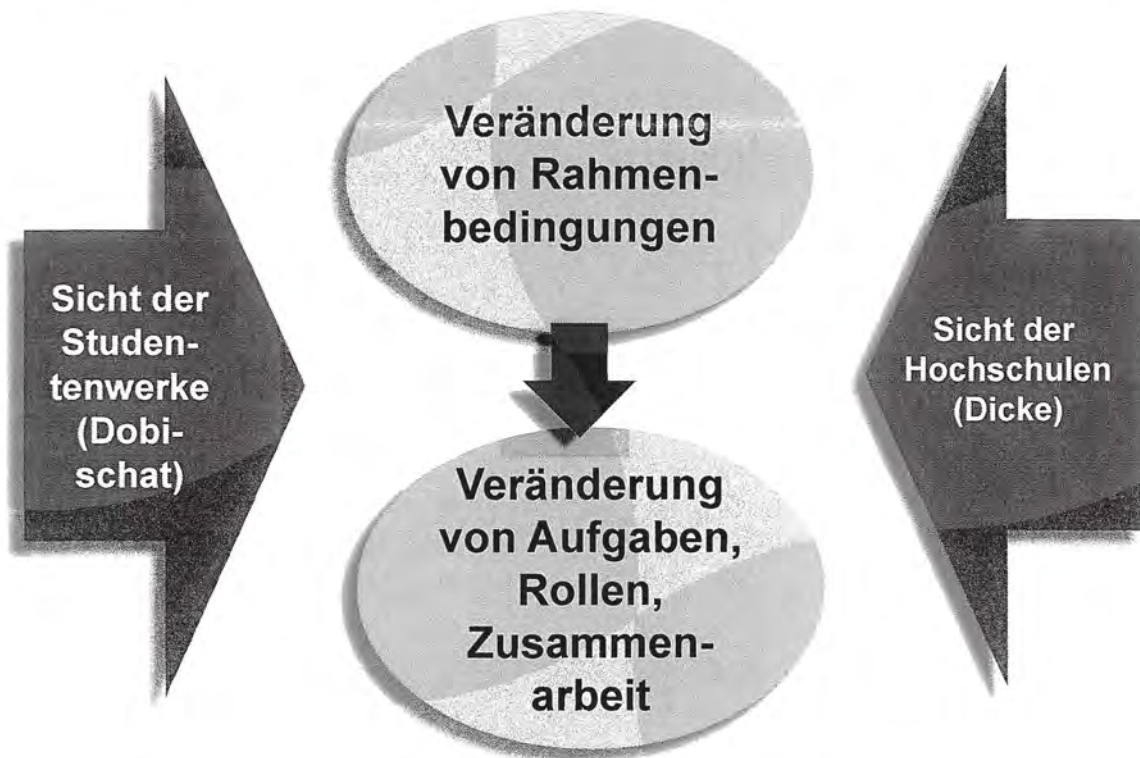 Veränderung
von Rahmen-
bedingungen
Sicht der
Studen-
tenwerke
(Dobi-
schat)
Sicht der
Hochschulen
(Dicke)
Veränderung
von Aufgaben,
Rollen,
Zusammen-
arbeit